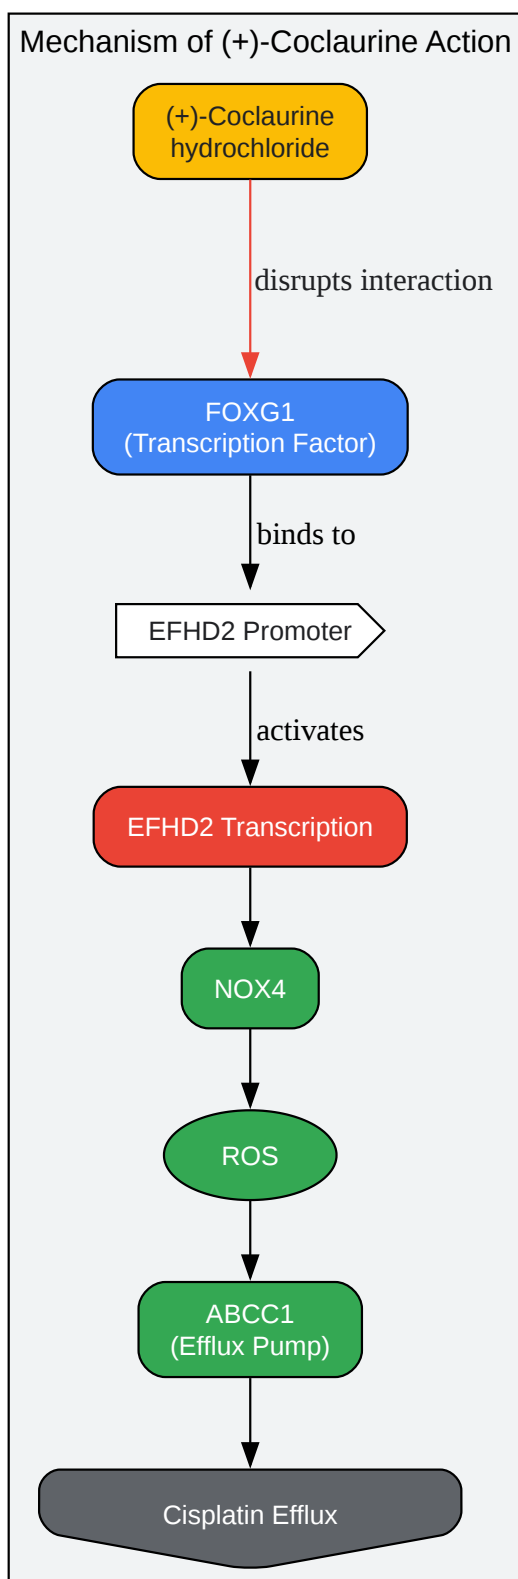 Mechanism of (+)-Coclaurine Action
(+)-Coclaurine
hydrochloride
disrupts interaction
FOXG1
(Transcription Factor)
binds to
EFHD2 Promoter
activates
EFHD2 Transcription
NOX4
ROS
ABCC1
(Efflux Pump)
Cisplatin Efflux